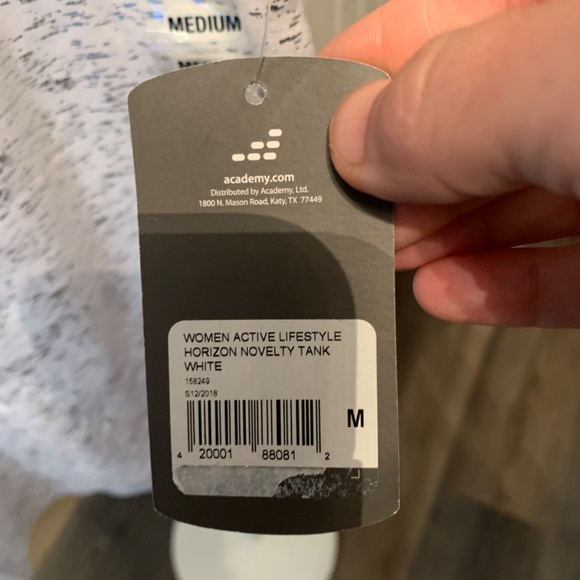 MEDIUM
academy.com
Distributed by Academy, Ltd.
1800 N. Mason Road, Katy, TX 77449
WOMEN ACTIVE LIFESTYLE
HORIZON NOVELTY TANK
WHITE
158249
S12/2018
M
4 20001 88081 2